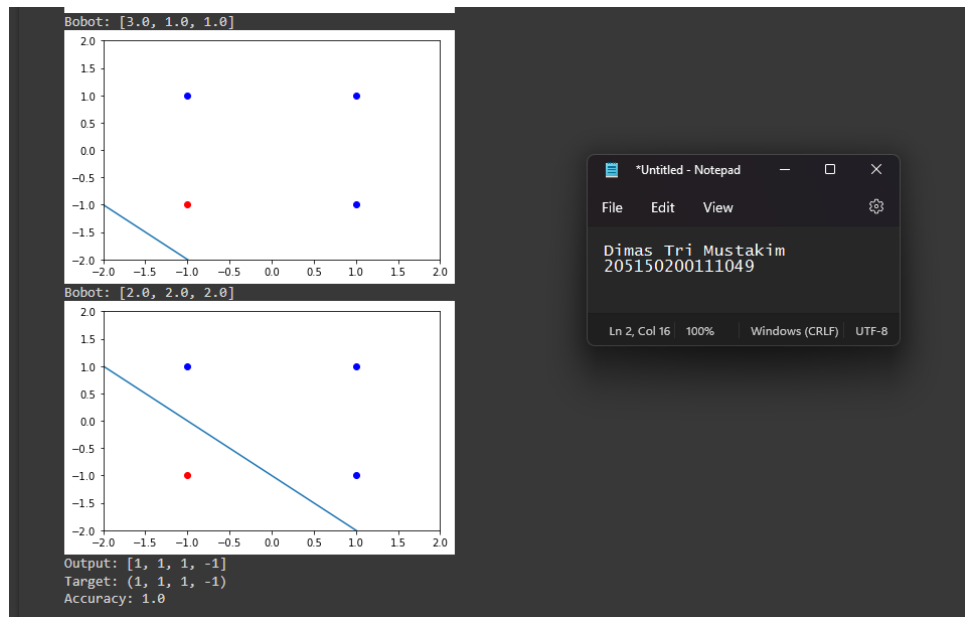 Bobot: [3.0, 1.0, 1.0]
2.0
1.5
1.0
0.5
0.0
−0.5
−1.0
−1.5
−2.0
−2.0 −1.5 −1.0 −0.5 0.0 0.5 1.0 1.5 2.0
Bobot: [2.0, 2.0, 2.0]
2.0
1.5
1.0
0.5
0.0
−0.5
−1.0
−1.5
−2.0
−2.0 −1.5 −1.0 −0.5 0.0 0.5 1.0 1.5 2.0
Output: [1, 1, 1, -1]
Target: (1, 1, 1, -1)
Accuracy: 1.0
*Untitled - Notepad
File Edit View
Dimas Tri Mustakim
205150200111049
Ln 2, Col 16 100% Windows (CRLF) UTF-8